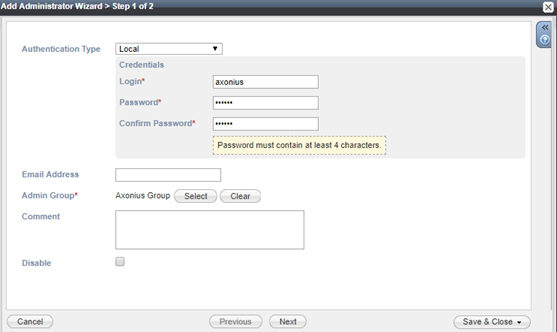 Add Administrator Wizard > Step 1 of 2
Authentication Type Local
Credentials
Login* axonius
Password* ••••••
Confirm Password* ••••••
Password must contain at least 4 characters.
Email Address
Admin Group* Axonius Group Select Clear
Comment
Disable
Cancel Previous Next Save & Close